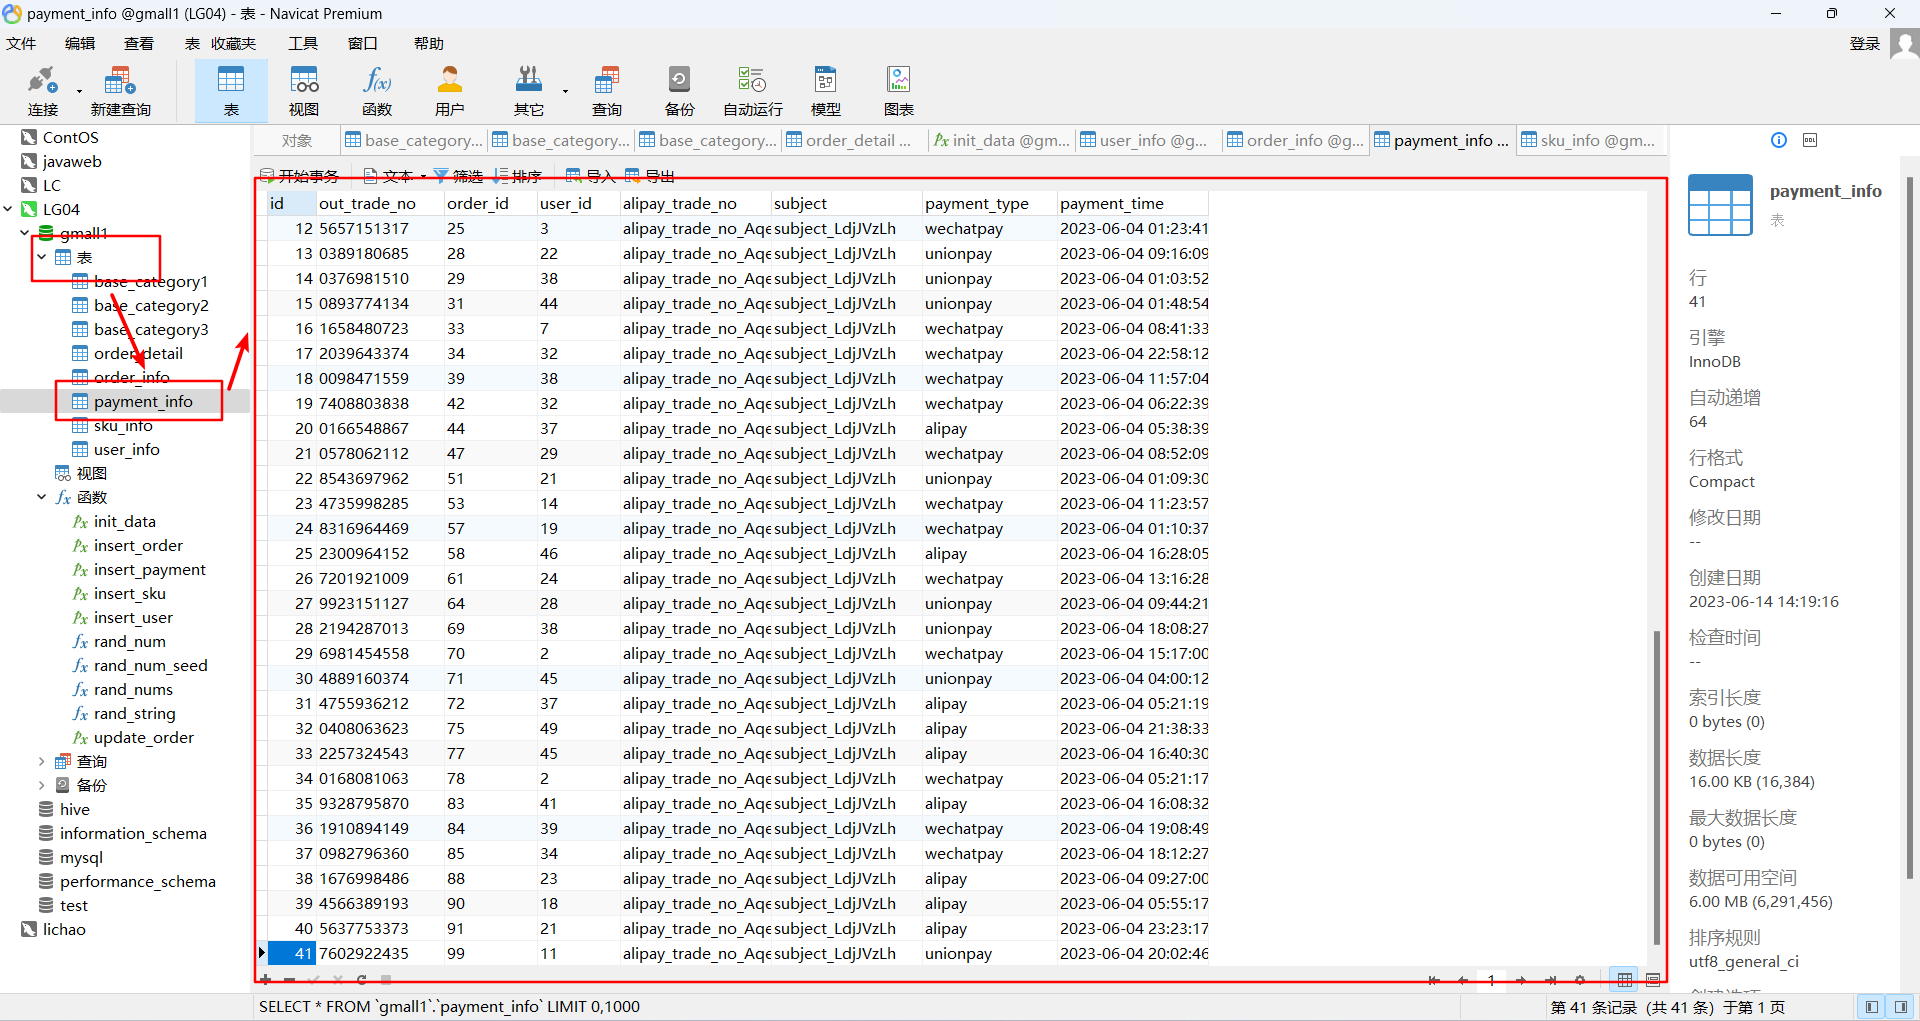 payment_info @gmall1 (LG04) - 表 - Navicat Premium
文件 编辑 查看 表 收藏夹 工具 窗口 帮助 登录
连接 新建查询 表 视图 函数 用户 其它 查询 备份 自动运行 模型 图表
对象 base_category... base_category... base_category... order_detail ... init_data @gm... user_info @g... order_info @g... payment_info ... sku_info @gm...
开始事务 文本 筛选 排序 导入 导出
ContOS
javaweb
LC
LG04
gmall1
表
base_category1
base_category2
base_category3
order_detail
order_info
payment_info
sku_info
user_info
视图
函数
init_data
insert_order
insert_payment
insert_sku
insert_user
rand_num
rand_num_seed
rand_nums
rand_string
update_order
查询
备份
hive
information_schema
mysql
performance_schema
test
lichao
id out_trade_no order_id user_id alipay_trade_no subject payment_type payment_time
12 5657151317 25 3 alipay_trade_no_Aqe subject_LdjJVzLh wechatpay 2023-06-04 01:23:41
13 0389180685 28 22 alipay_trade_no_Aqe subject_LdjJVzLh unionpay 2023-06-04 09:16:09
14 0376981510 29 38 alipay_trade_no_Aqe subject_LdjJVzLh unionpay 2023-06-04 01:03:52
15 0893774134 31 44 alipay_trade_no_Aqe subject_LdjJVzLh unionpay 2023-06-04 01:48:54
16 1658480723 33 7 alipay_trade_no_Aqe subject_LdjJVzLh wechatpay 2023-06-04 08:41:33
17 2039643374 34 32 alipay_trade_no_Aqe subject_LdjJVzLh wechatpay 2023-06-04 22:58:12
18 0098471559 39 38 alipay_trade_no_Aqe subject_LdjJVzLh wechatpay 2023-06-04 11:57:04
19 7408803838 42 32 alipay_trade_no_Aqe subject_LdjJVzLh wechatpay 2023-06-04 06:22:39
20 0166548867 44 37 alipay_trade_no_Aqe subject_LdjJVzLh alipay 2023-06-04 05:38:39
21 0578062112 47 29 alipay_trade_no_Aqe subject_LdjJVzLh wechatpay 2023-06-04 08:52:09
22 8543697962 51 21 alipay_trade_no_Aqe subject_LdjJVzLh unionpay 2023-06-04 01:09:30
23 4735998285 53 14 alipay_trade_no_Aqe subject_LdjJVzLh wechatpay 2023-06-04 11:23:57
24 8316964469 57 19 alipay_trade_no_Aqe subject_LdjJVzLh wechatpay 2023-06-04 01:10:37
25 2300964152 58 46 alipay_trade_no_Aqe subject_LdjJVzLh alipay 2023-06-04 16:28:05
26 7201921009 61 24 alipay_trade_no_Aqe subject_LdjJVzLh wechatpay 2023-06-04 13:16:28
27 9923151127 64 28 alipay_trade_no_Aqe subject_LdjJVzLh unionpay 2023-06-04 09:44:21
28 2194287013 69 38 alipay_trade_no_Aqe subject_LdjJVzLh unionpay 2023-06-04 18:08:27
29 6981454558 70 2 alipay_trade_no_Aqe subject_LdjJVzLh wechatpay 2023-06-04 15:17:00
30 4889160374 71 45 alipay_trade_no_Aqe subject_LdjJVzLh unionpay 2023-06-04 04:00:12
31 4755936212 72 37 alipay_trade_no_Aqe subject_LdjJVzLh alipay 2023-06-04 05:21:19
32 0408063623 75 49 alipay_trade_no_Aqe subject_LdjJVzLh alipay 2023-06-04 21:38:33
33 2257324543 77 45 alipay_trade_no_Aqe subject_LdjJVzLh alipay 2023-06-04 16:40:30
34 0168081063 78 2 alipay_trade_no_Aqe subject_LdjJVzLh wechatpay 2023-06-04 05:21:17
35 9328795870 83 41 alipay_trade_no_Aqe subject_LdjJVzLh alipay 2023-06-04 16:08:32
36 1910894149 84 39 alipay_trade_no_Aqe subject_LdjJVzLh wechatpay 2023-06-04 19:08:49
37 0982796360 85 34 alipay_trade_no_Aqe subject_LdjJVzLh wechatpay 2023-06-04 18:12:27
38 1676998486 88 23 alipay_trade_no_Aqe subject_LdjJVzLh alipay 2023-06-04 09:27:00
39 4566389193 90 18 alipay_trade_no_Aqe subject_LdjJVzLh alipay 2023-06-04 05:55:17
40 5637753373 91 21 alipay_trade_no_Aqe subject_LdjJVzLh alipay 2023-06-04 23:23:17
41 7602922435 99 11 alipay_trade_no_Aqe subject_LdjJVzLh unionpay 2023-06-04 20:02:46
1
payment_info
表
行
41
引擎
InnoDB
自动递增
64
行格式
Compact
修改日期
--
创建日期
2023-06-14 14:19:16
检查时间
--
索引长度
0 bytes (0)
数据长度
16.00 KB (16,384)
最大数据长度
0 bytes (0)
数据可用空间
6.00 MB (6,291,456)
排序规则
utf8_general_ci
创建选项
SELECT * FROM `gmall1`.`payment_info` LIMIT 0,1000
第 41 条记录 (共 41 条) 于第 1 页